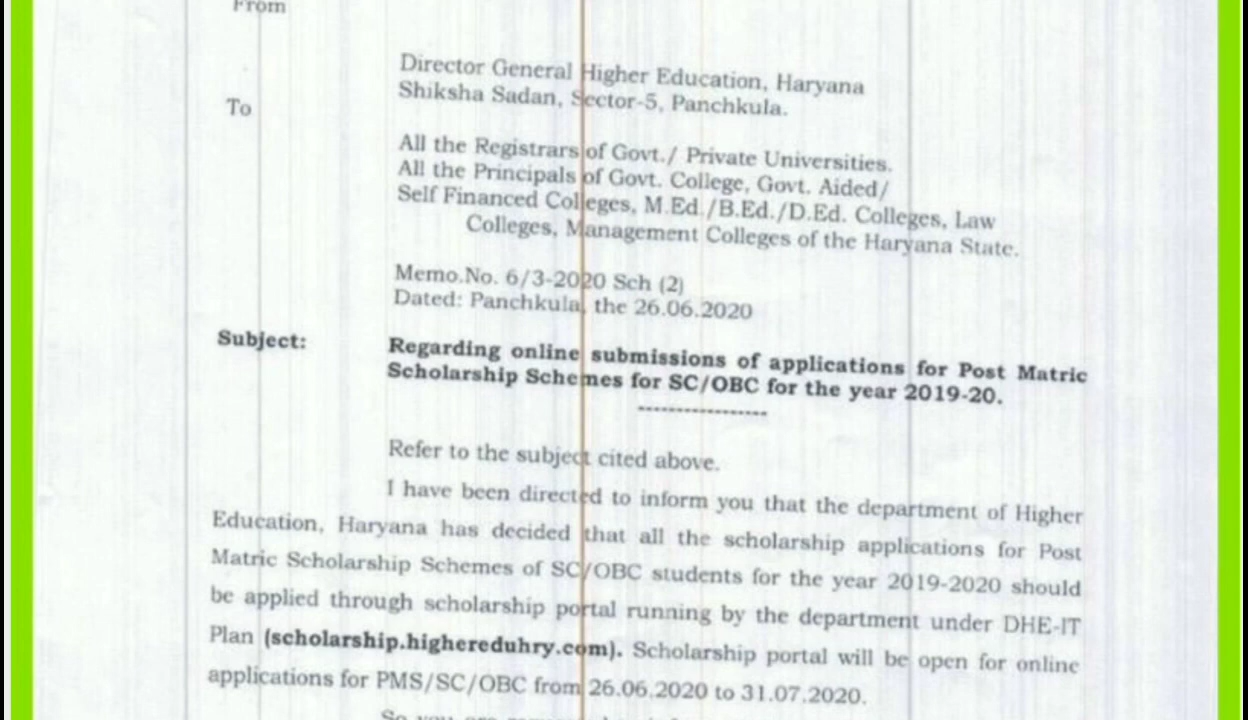 From
Director General Higher Education, Haryana
Shiksha Sadan, Sector-5, Panchkula.
To
All the Registrars of Govt./ Private Universities.
All the Principals of Govt. College, Govt. Aided/
Self Financed Colleges, M.Ed./B.Ed./D.Ed. Colleges, Law
Colleges, Management Colleges of the Haryana State.
Memo.No. 6/3-2020 Sch (2)
Dated: Panchkula, the 26.06.2020
Subject: Regarding online submissions of applications for Post Matric
Scholarship Schemes for SC/OBC for the year 2019-20.
-----------------
Refer to the subject cited above.
I have been directed to inform you that the department of Higher
Education, Haryana has decided that all the scholarship applications for Post
Matric Scholarship Schemes of SC/OBC students for the year 2019-2020 should
be applied through scholarship portal running by the department under DHE-IT
Plan (scholarship.highereduhry.com). Scholarship portal will be open for online
applications for PMS/SC/OBC from 26.06.2020 to 31.07.2020.
So you are